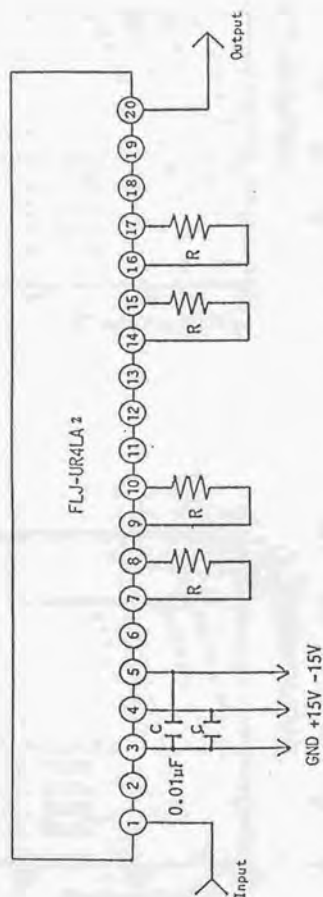 FLJ-UR4LA2
1 2 3 4 5 6 7 8 9 10 11 12 13 14 15 16 17 18 19 20
R R R R
C
C
0.01μF
Input
GND +15V -15V
Output